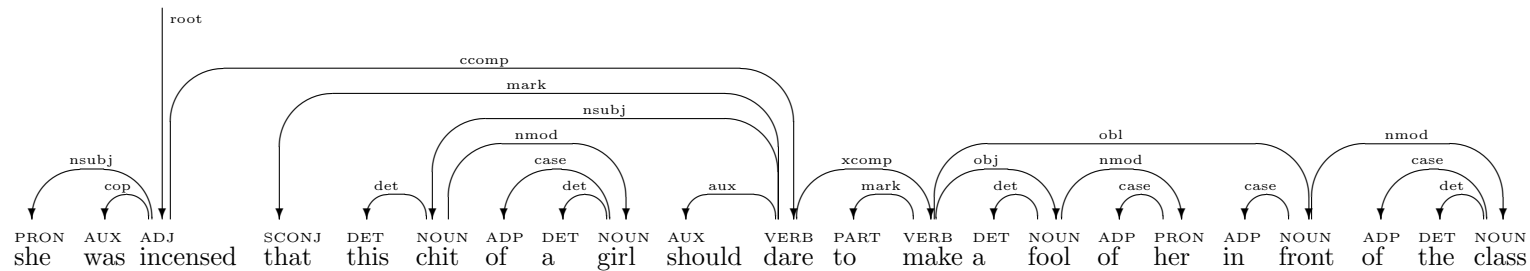 root
ccomp
mark
nsubj
nmod obl nmod
nsubj case xcomp obj nmod case
cop det det aux mark det case case det
PRON AUX ADJ SCONJ DET NOUN ADP DET NOUN AUX VERB PART VERB DET NOUN ADP PRON ADP NOUN ADP DET NOUN
she was incensed that this chit of a girl should dare to make a fool of her in front of the class